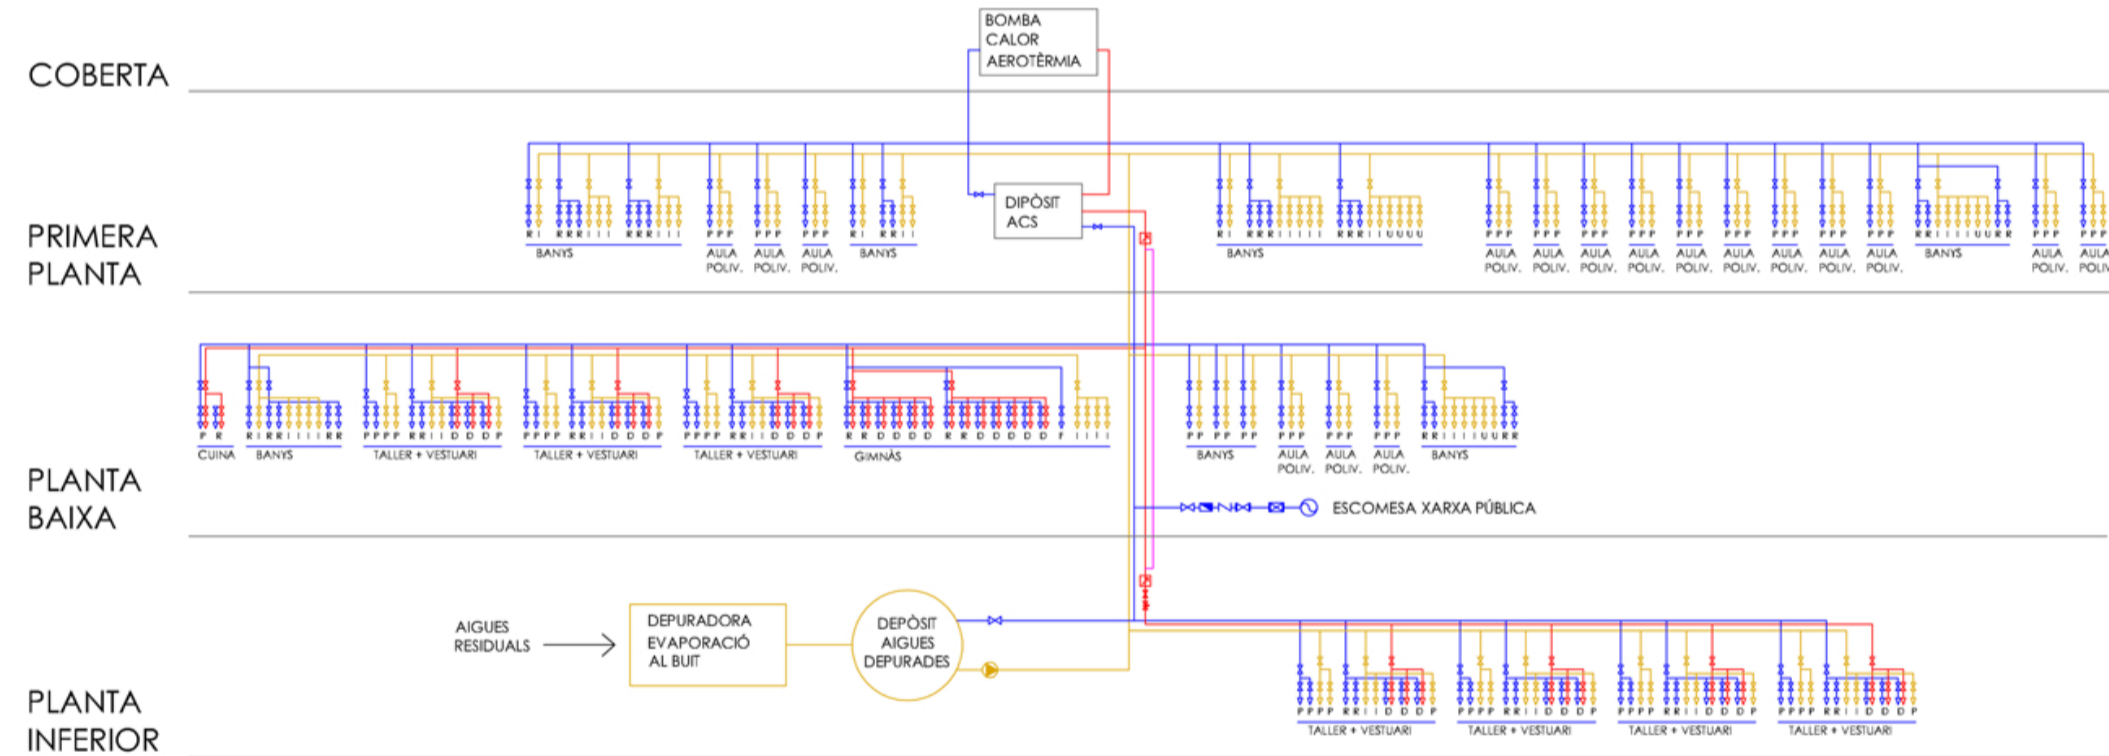 BOMBA
CALOR
AEROTÈRMIA
COBERTA
DIPÒSIT
ACS
PRIMERA
PLANTA
R I R R R I I I R R R I I I
BANYS
P P P
AULA
POLIV.
P P P
AULA
POLIV.
P P P
AULA
POLIV.
R I R R I I
BANYS
R I R R R I I I I I R R R I I U U U U
BANYS
P P P
AULA
POLIV.
P P P
AULA
POLIV.
P P P
AULA
POLIV.
P P P
AULA
POLIV.
P P P
AULA
POLIV.
P P P
AULA
POLIV.
P P P
AULA
POLIV.
P P P
AULA
POLIV.
P P P
AULA
POLIV.
R R I I I I U U R R
BANYS
P P P
AULA
POLIV.
P P P
AULA
POLIV
PLANTA
BAIXA
P R
CUINA
R I R R I I I I R R
BANYS
P P P P R R I I D D D P
TALLER + VESTUARI
P P P P R R I I D D D P
TALLER + VESTUARI
P P P P R R I I D D D P
TALLER + VESTUARI
R R D D D D R R D D D D D F I I I I
GIMNÀS
P P P P P P
BANYS
P P P
AULA
POLIV.
P P P
AULA
POLIV.
P P P
AULA
POLIV.
R R I I I I U U R R
BANYS
ESCOMESA XARXA PÚBLICA
AIGUES
RESIDUALS
DEPURADORA
EVAPORACIÓ
AL BUIT
DEPÒSIT
AIGUES
DEPURADES
PLANTA
INFERIOR
P P P P R R I I D D D P
TALLER + VESTUARI
P P P P R R I I D D D P
TALLER + VESTUARI
P P P P R R I I D D D P
TALLER + VESTUARI
P P P P R R I I D D D P
TALLER + VESTUARI